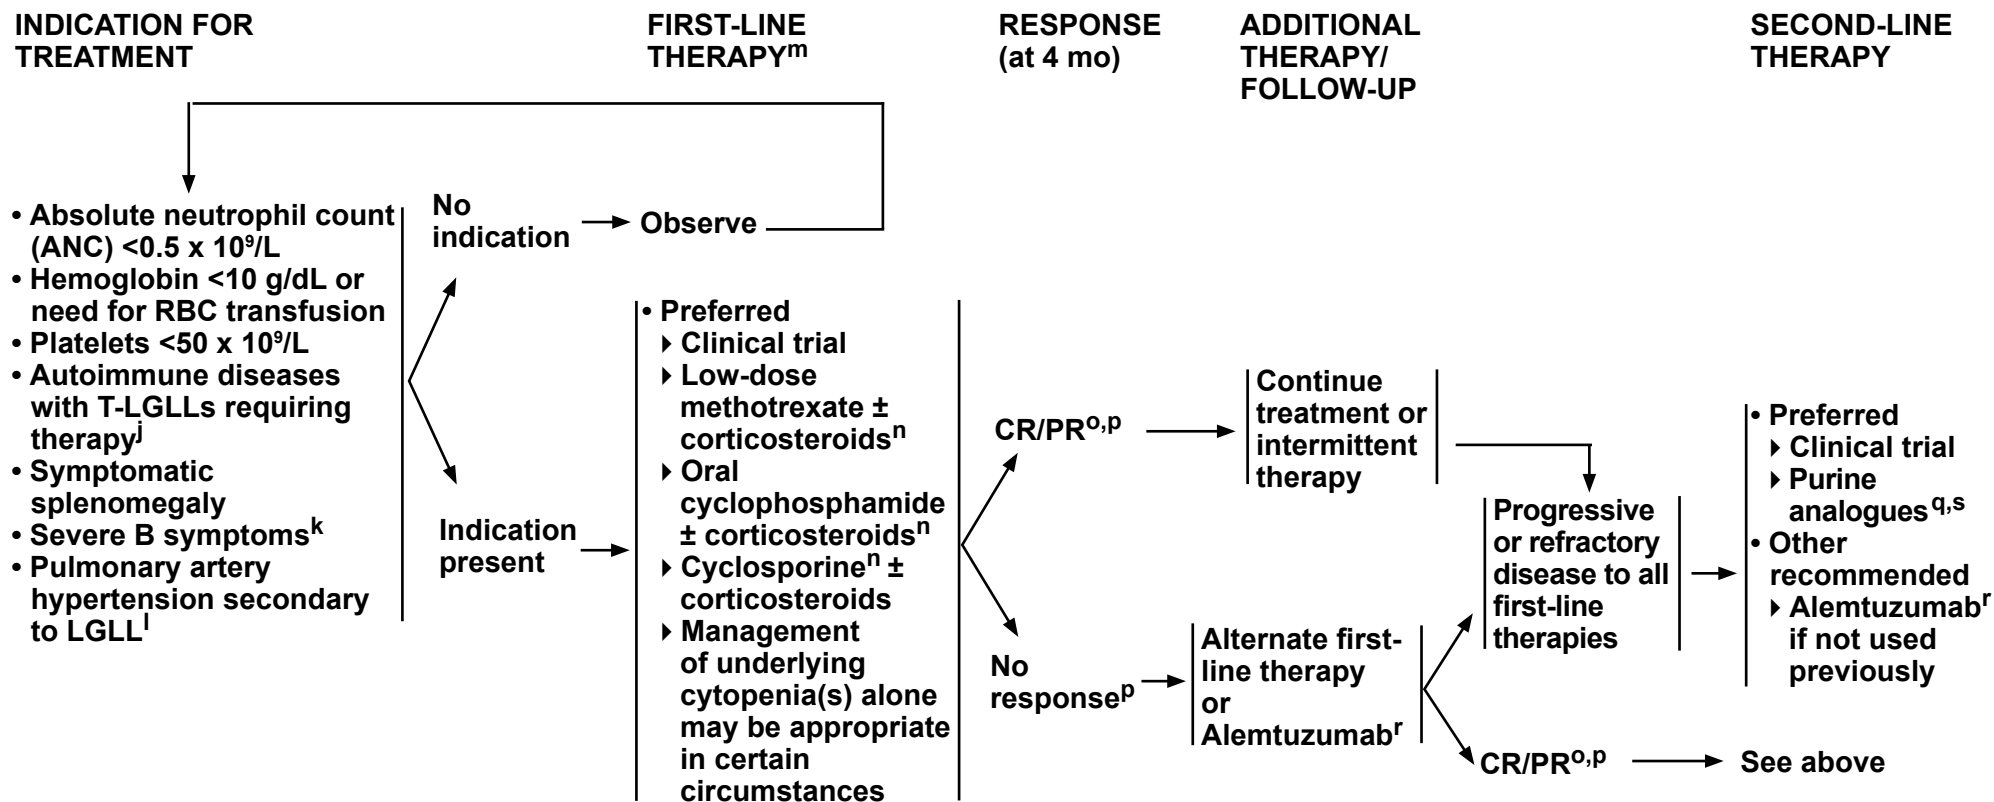 INDICATION FOR
TREATMENT
FIRST-LINE
THERAPYᵐ
RESPONSE
(at 4 mo)
ADDITIONAL
THERAPY/
FOLLOW-UP
SECOND-LINE
THERAPY
• Absolute neutrophil count
(ANC) <0.5 x 10⁹/L
• Hemoglobin <10 g/dL or
need for RBC transfusion
• Platelets <50 x 10⁹/L
• Autoimmune diseases
with T-LGLLs requiring
therapyʲ
• Symptomatic
splenomegaly
• Severe B symptomsᵏ
• Pulmonary artery
hypertension secondary
to LGLLˡ
No
indication
Observe
Indication
present
• Preferred
▸ Clinical trial
▸ Low-dose
methotrexate ±
corticosteroidsⁿ
▸ Oral
cyclophosphamide
± corticosteroidsⁿ
▸ Cyclosporineⁿ ±
corticosteroids
▸ Management
of underlying
cytopenia(s) alone
may be appropriate
in certain
circumstances
CR/PRᵒ,ᵖ
Continue
treatment or
intermittent
therapy
No
responseᵖ
Alternate first-
line therapy
or
Alemtuzumabʳ
Progressive
or refractory
disease to all
first-line
therapies
CR/PRᵒ,ᵖ
See above
• Preferred
▸ Clinical trial
▸ Purine
analogues q,s
• Other
recommended
▸ Alemtuzumabʳ
if not used
previously